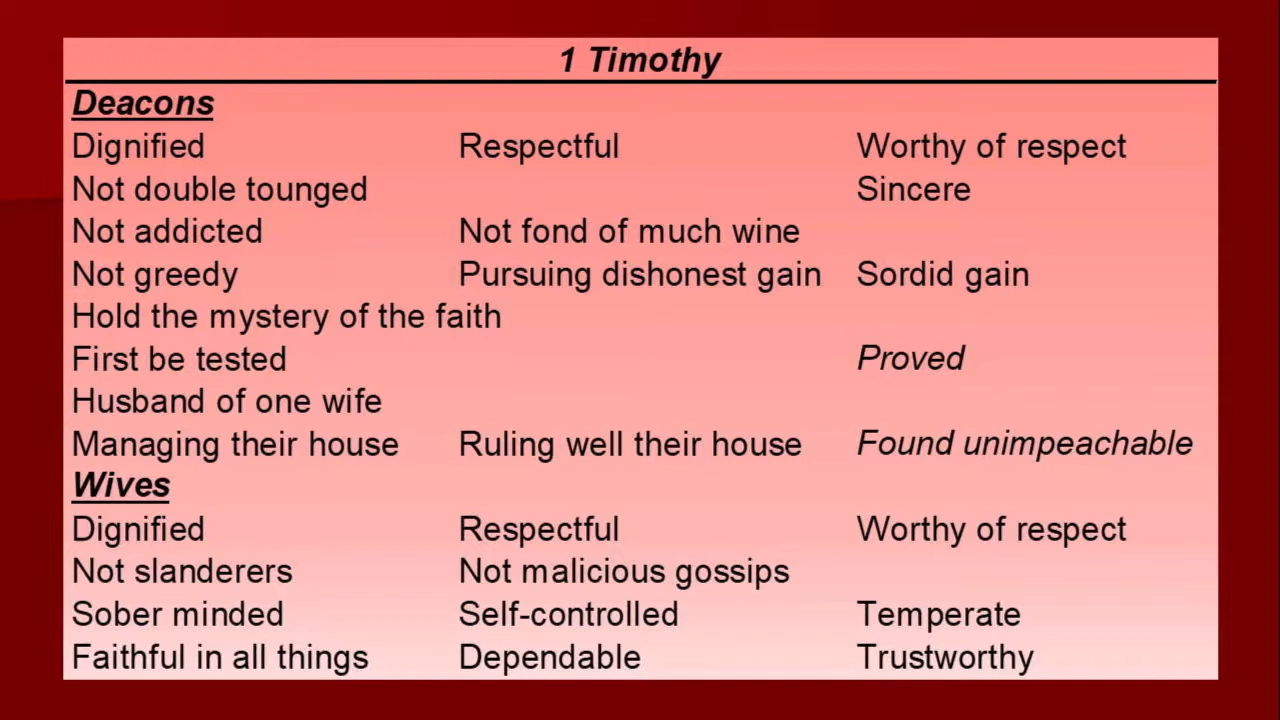 1 Timothy
Deacons
Dignified Respectful Worthy of respect
Not double tounged Sincere
Not addicted Not fond of much wine
Not greedy Pursuing dishonest gain Sordid gain
Hold the mystery of the faith
First be tested Proved
Husband of one wife
Managing their house Ruling well their house Found unimpeachable
Wives
Dignified Respectful Worthy of respect
Not slanderers Not malicious gossips
Sober minded Self-controlled Temperate
Faithful in all things Dependable Trustworthy